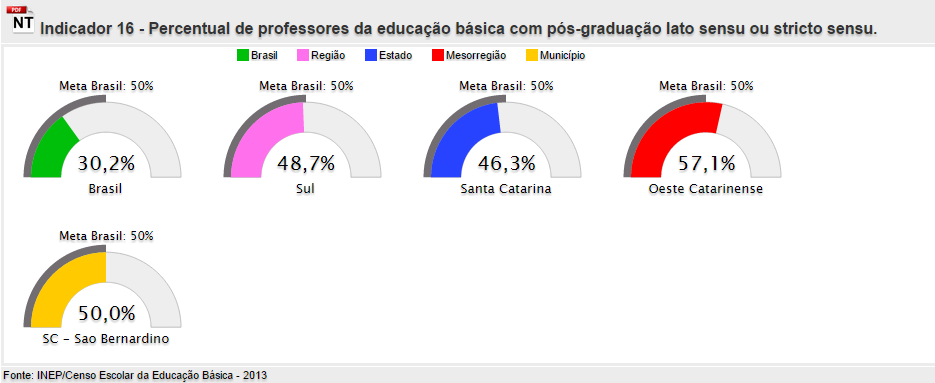 PDF
NT
Indicador 16 - Percentual de professores da educação básica com pós-graduação lato sensu ou stricto sensu.
Brasil Região Estado Mesorregião Município
Meta Brasil: 50% Meta Brasil: 50% Meta Brasil: 50% Meta Brasil: 50%
30,2% 48,7% 46,3% 57,1%
Brasil Sul Santa Catarina Oeste Catarinense
Meta Brasil: 50%
50,0%
SC - Sao Bernardino
Fonte: INEP/Censo Escolar da Educação Básica - 2013